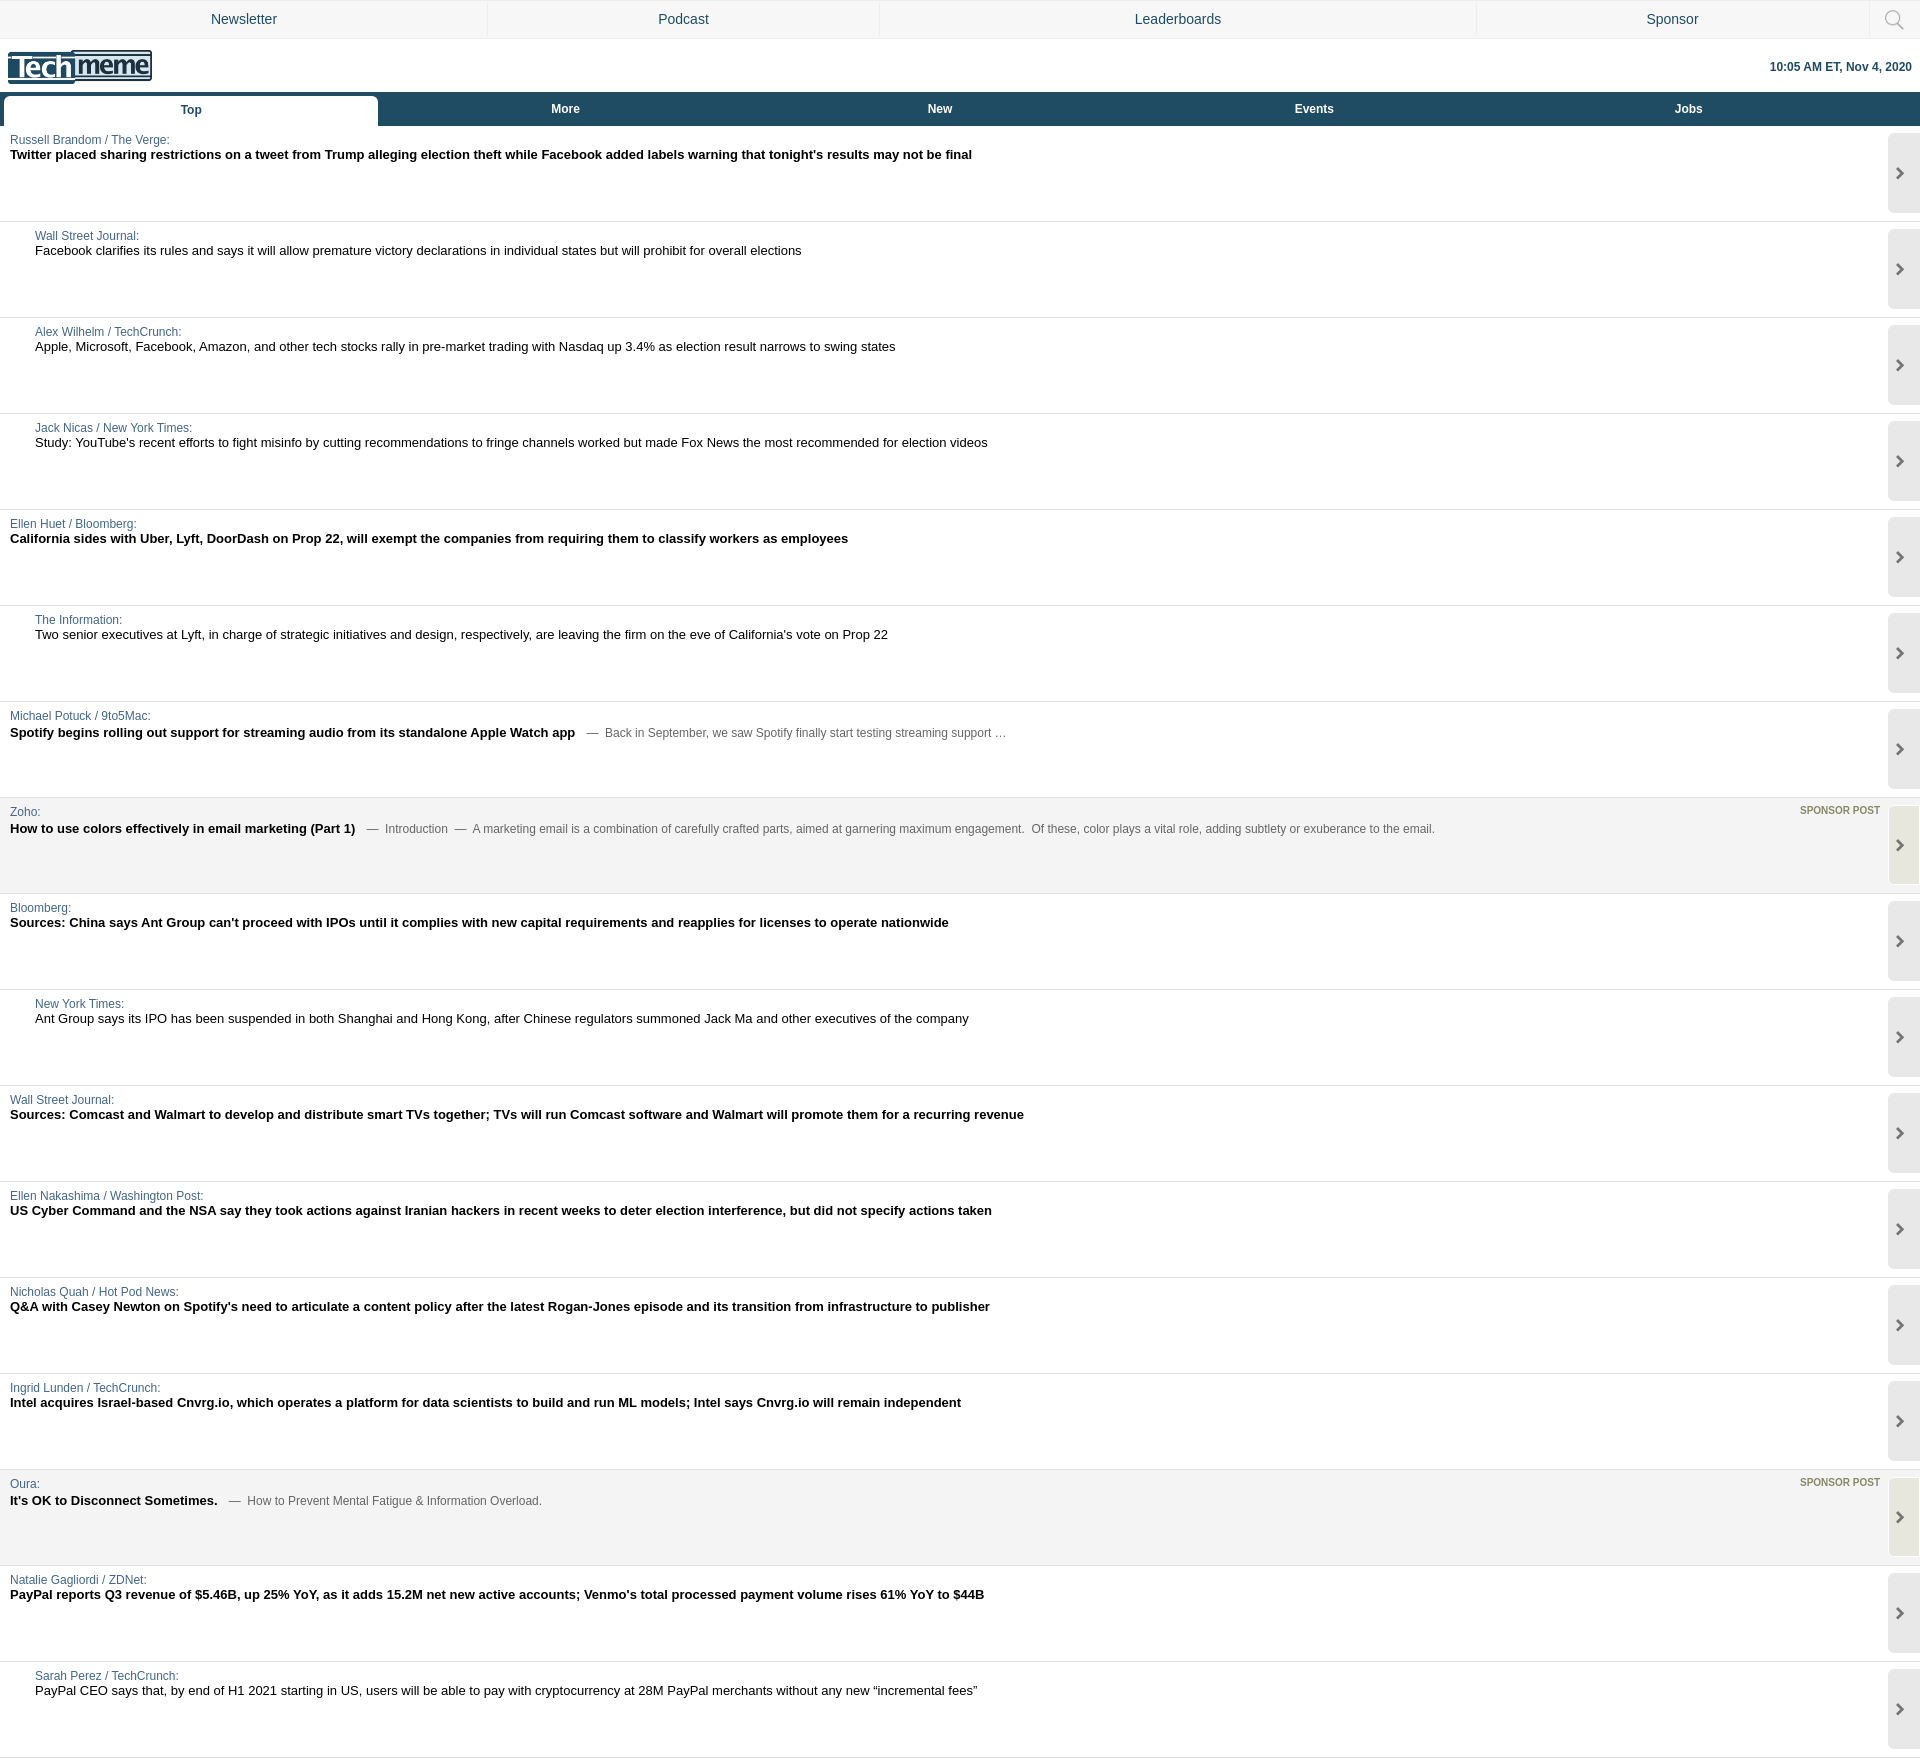 Newsletter
Podcast
Leaderboards
Sponsor
Techmeme
10:05 AM ET, Nov 4, 2020
Top
More
New
Events
Jobs
Russell Brandom / The Verge:
Twitter placed sharing restrictions on a tweet from Trump alleging election theft while Facebook added labels warning that tonight's results may not be final
Wall Street Journal:
Facebook clarifies its rules and says it will allow premature victory declarations in individual states but will prohibit for overall elections
Alex Wilhelm / TechCrunch:
Apple, Microsoft, Facebook, Amazon, and other tech stocks rally in pre-market trading with Nasdaq up 3.4% as election result narrows to swing states
Jack Nicas / New York Times:
Study: YouTube's recent efforts to fight misinfo by cutting recommendations to fringe channels worked but made Fox News the most recommended for election videos
Ellen Huet / Bloomberg:
California sides with Uber, Lyft, DoorDash on Prop 22, will exempt the companies from requiring them to classify workers as employees
The Information:
Two senior executives at Lyft, in charge of strategic initiatives and design, respectively, are leaving the firm on the eve of California's vote on Prop 22
Michael Potuck / 9to5Mac:
Spotify begins rolling out support for streaming audio from its standalone Apple Watch app — Back in September, we saw Spotify finally start testing streaming support …
Zoho:
SPONSOR POST
How to use colors effectively in email marketing (Part 1) — Introduction — A marketing email is a combination of carefully crafted parts, aimed at garnering maximum engagement. Of these, color plays a vital role, adding subtlety or exuberance to the email.
Bloomberg:
Sources: China says Ant Group can't proceed with IPOs until it complies with new capital requirements and reapplies for licenses to operate nationwide
New York Times:
Ant Group says its IPO has been suspended in both Shanghai and Hong Kong, after Chinese regulators summoned Jack Ma and other executives of the company
Wall Street Journal:
Sources: Comcast and Walmart to develop and distribute smart TVs together; TVs will run Comcast software and Walmart will promote them for a recurring revenue
Ellen Nakashima / Washington Post:
US Cyber Command and the NSA say they took actions against Iranian hackers in recent weeks to deter election interference, but did not specify actions taken
Nicholas Quah / Hot Pod News:
Q&A with Casey Newton on Spotify's need to articulate a content policy after the latest Rogan-Jones episode and its transition from infrastructure to publisher
Ingrid Lunden / TechCrunch:
Intel acquires Israel-based Cnvrg.io, which operates a platform for data scientists to build and run ML models; Intel says Cnvrg.io will remain independent
Oura:
SPONSOR POST
It's OK to Disconnect Sometimes. — How to Prevent Mental Fatigue & Information Overload.
Natalie Gagliordi / ZDNet:
PayPal reports Q3 revenue of $5.46B, up 25% YoY, as it adds 15.2M net new active accounts; Venmo's total processed payment volume rises 61% YoY to $44B
Sarah Perez / TechCrunch:
PayPal CEO says that, by end of H1 2021 starting in US, users will be able to pay with cryptocurrency at 28M PayPal merchants without any new “incremental fees”